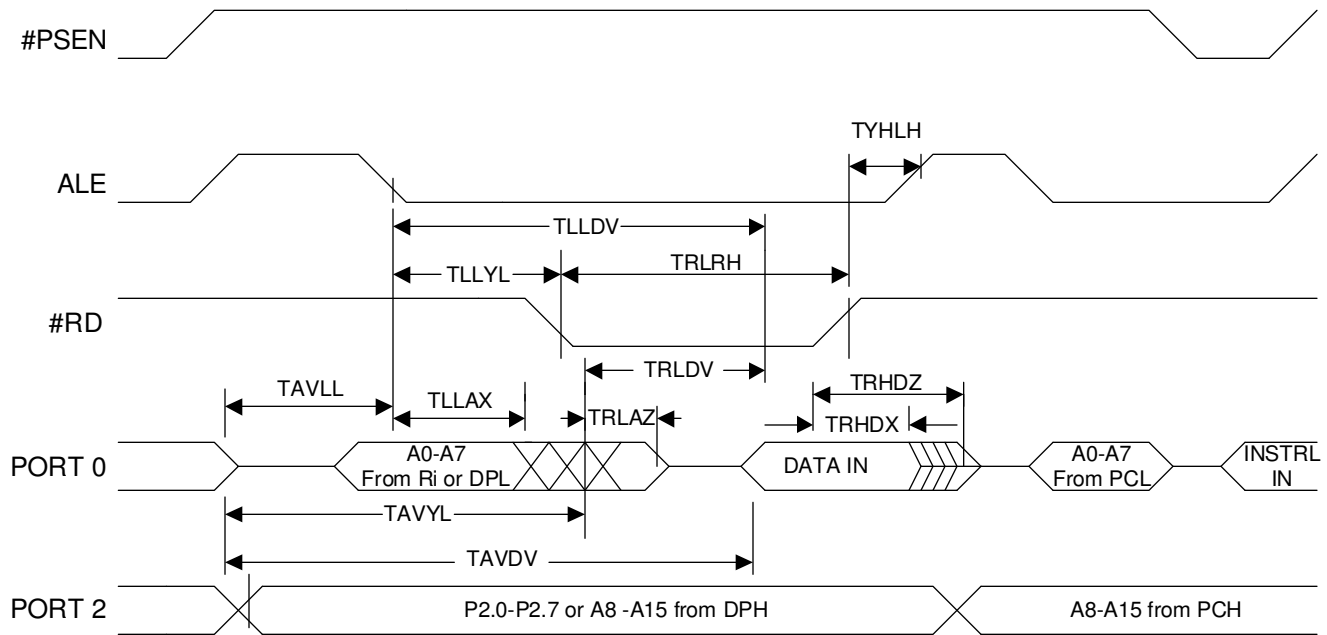 #PSEN
TYHLH
ALE
TLLDV
TLLYL
TRLRH
#RD
TRLDV
TAVLL
TLLAX
TRLAZ
TRHDZ
TRHDX
PORT 0
A0-A7
From Ri or DPL
DATA IN
A0-A7
From PCL
INSTRL
IN
TAVYL
TAVDV
PORT 2
P2.0-P2.7 or A8 -A15 from DPH
A8-A15 from PCH